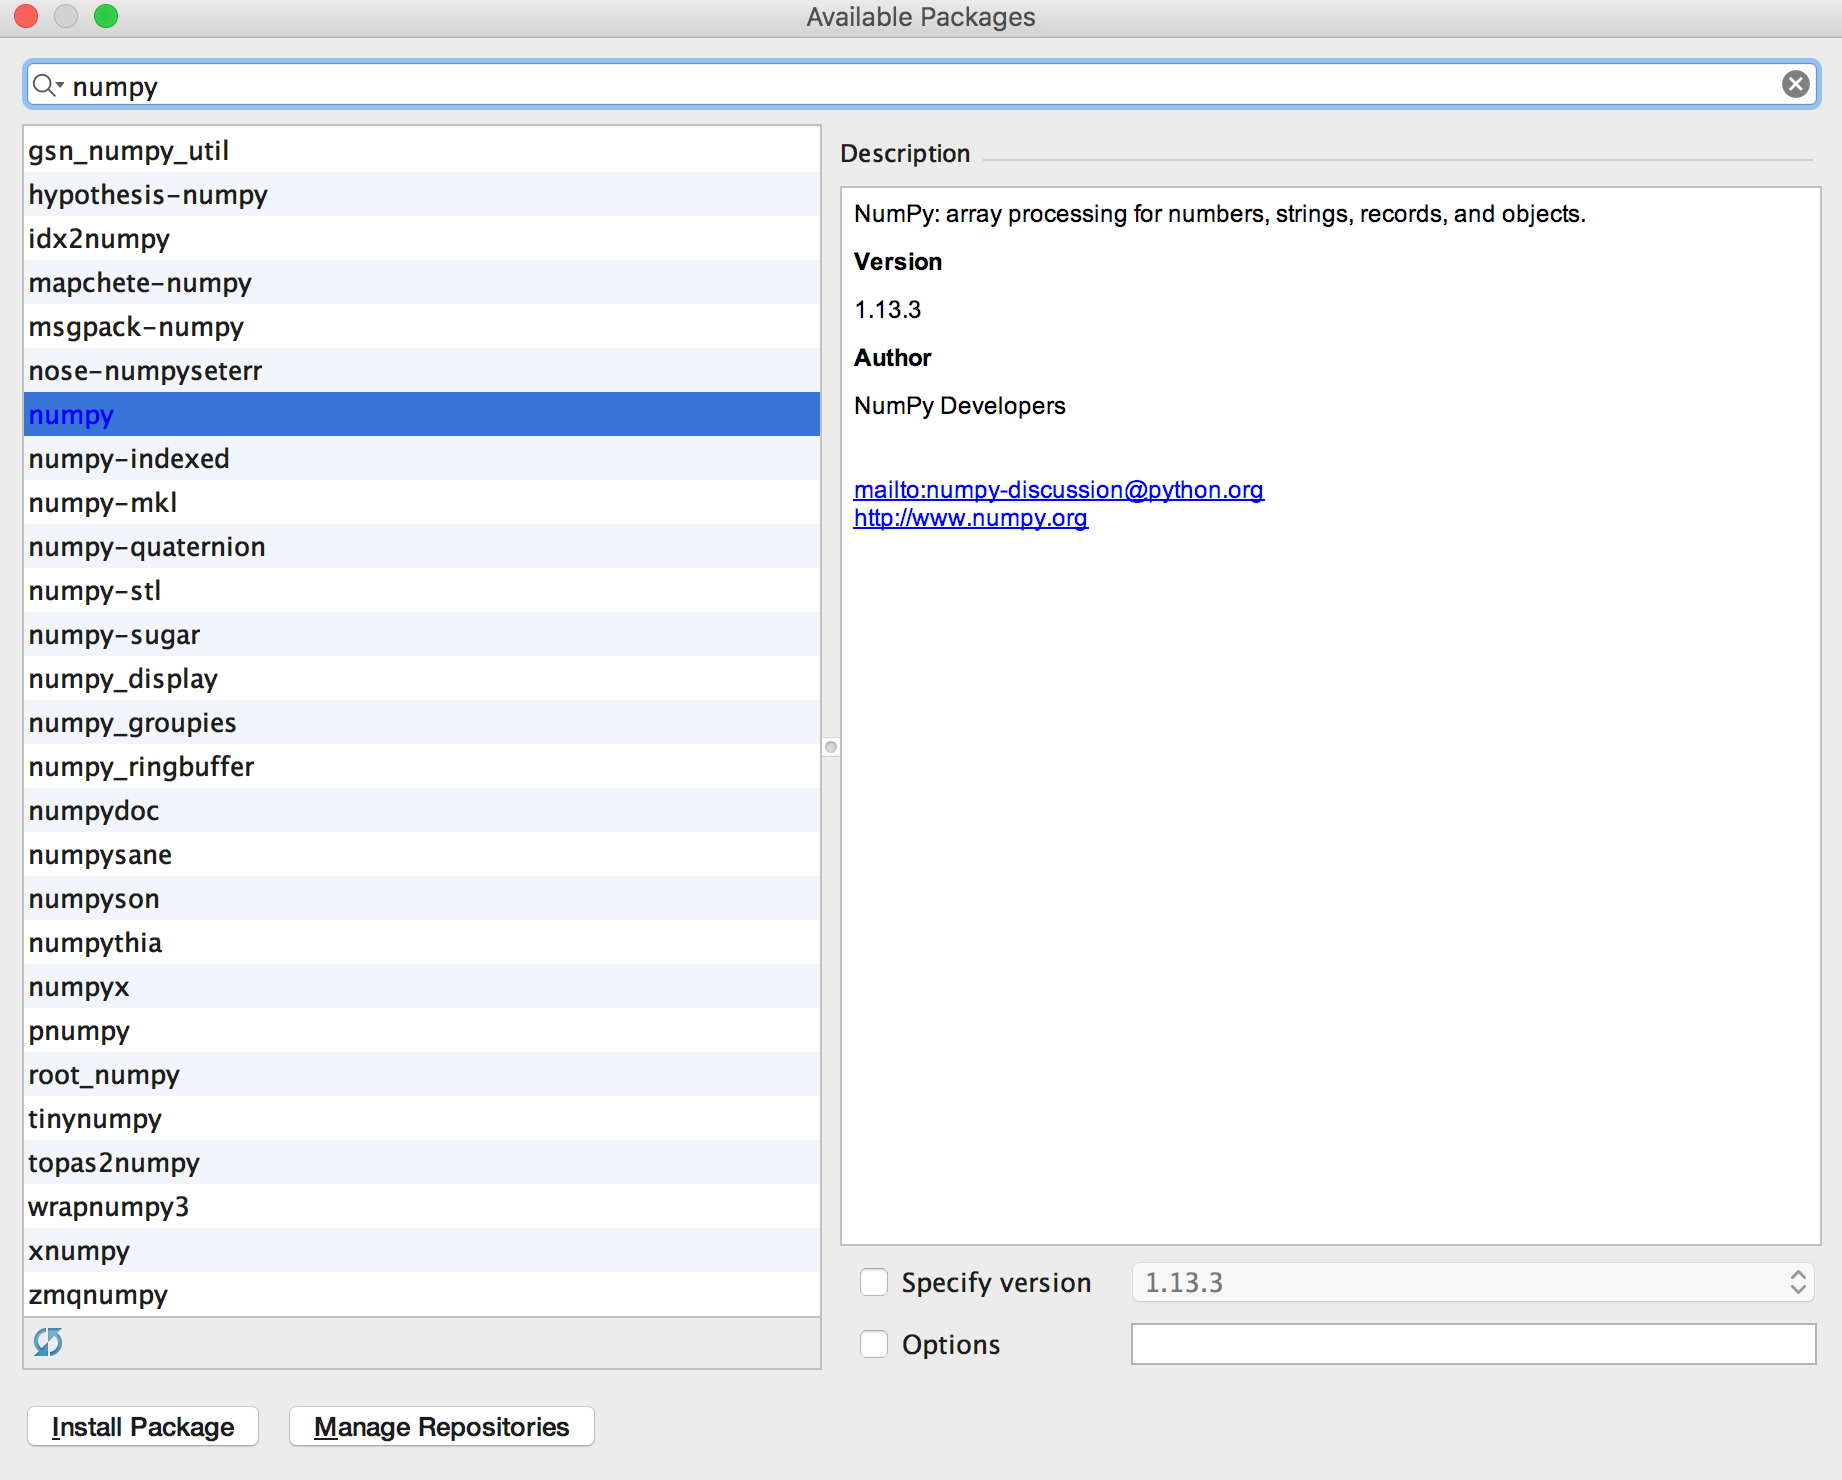 Available Packages
numpy
gsn_numpy_util
hypothesis-numpy
idx2numpy
mapchete-numpy
msgpack-numpy
nose-numpyseterr
numpy
numpy-indexed
numpy-mkl
numpy-quaternion
numpy-stl
numpy-sugar
numpy_display
numpy_groupies
numpy_ringbuffer
numpydoc
numpysane
numpyson
numpythia
numpyx
pnumpy
root_numpy
tinynumpy
topas2numpy
wrapnumpy3
xnumpy
zmqnumpy
Description
NumPy: array processing for numbers, strings, records, and objects.
Version
1.13.3
Author
NumPy Developers
mailto:numpy-discussion@python.org
http://www.numpy.org
Specify version 1.13.3
Options
Install Package Manage Repositories